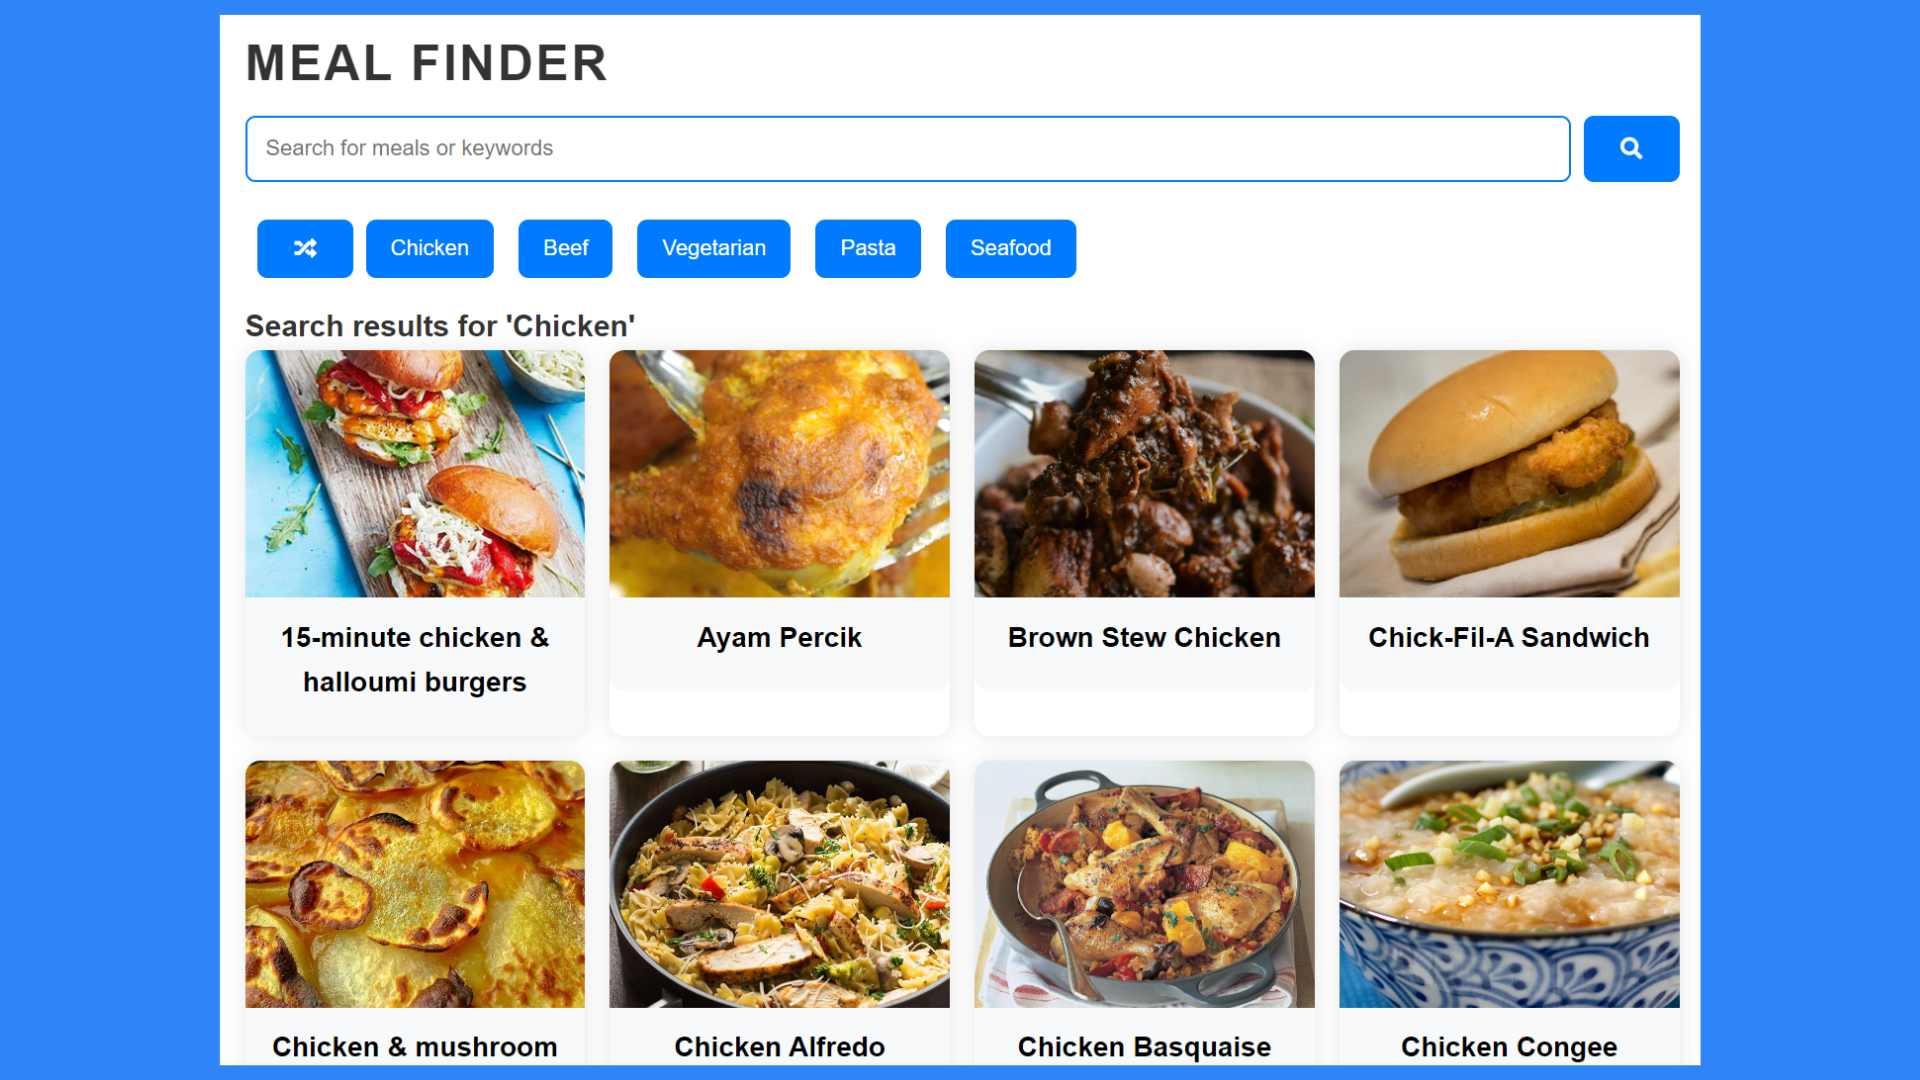 MEAL FINDER
Search for meals or keywords
Chicken Beef Vegetarian Pasta Seafood
Search results for 'Chicken'
15-minute chicken &
halloumi burgers
Ayam Percik
Brown Stew Chicken
Chick-Fil-A Sandwich
Chicken & mushroom
Chicken Alfredo
Chicken Basquaise
Chicken Congee